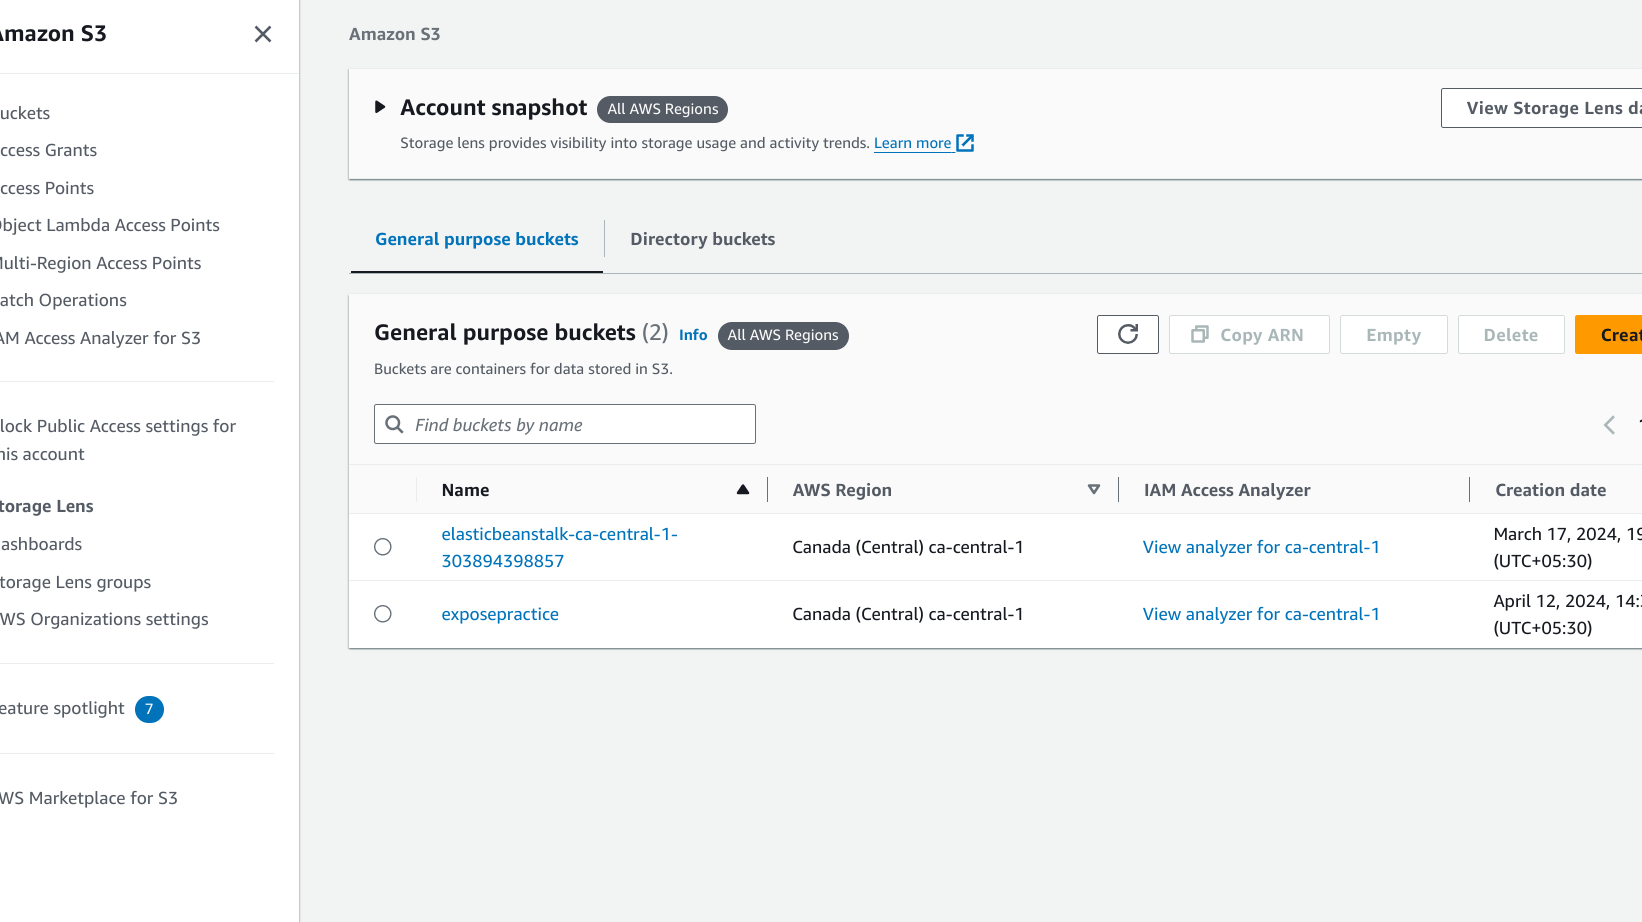 Amazon S3
uckets
ccess Grants
ccess Points
bject Lambda Access Points
ulti-Region Access Points
atch Operations
AM Access Analyzer for S3
lock Public Access settings for
his account
torage Lens
ashboards
torage Lens groups
WS Organizations settings
eature spotlight 7
WS Marketplace for S3
Amazon S3
Account snapshot All AWS Regions
View Storage Lens da
Storage lens provides visibility into storage usage and activity trends. Learn more
General purpose buckets Directory buckets
General purpose buckets (2) Info All AWS Regions
Copy ARN Empty Delete Creat
Buckets are containers for data stored in S3.
Find buckets by name
Name AWS Region IAM Access Analyzer Creation date
elasticbeanstalk-ca-central-1-
303894398857
Canada (Central) ca-central-1
View analyzer for ca-central-1
March 17, 2024, 19
(UTC+05:30)
exposepractice
Canada (Central) ca-central-1
View analyzer for ca-central-1
April 12, 2024, 14:
(UTC+05:30)